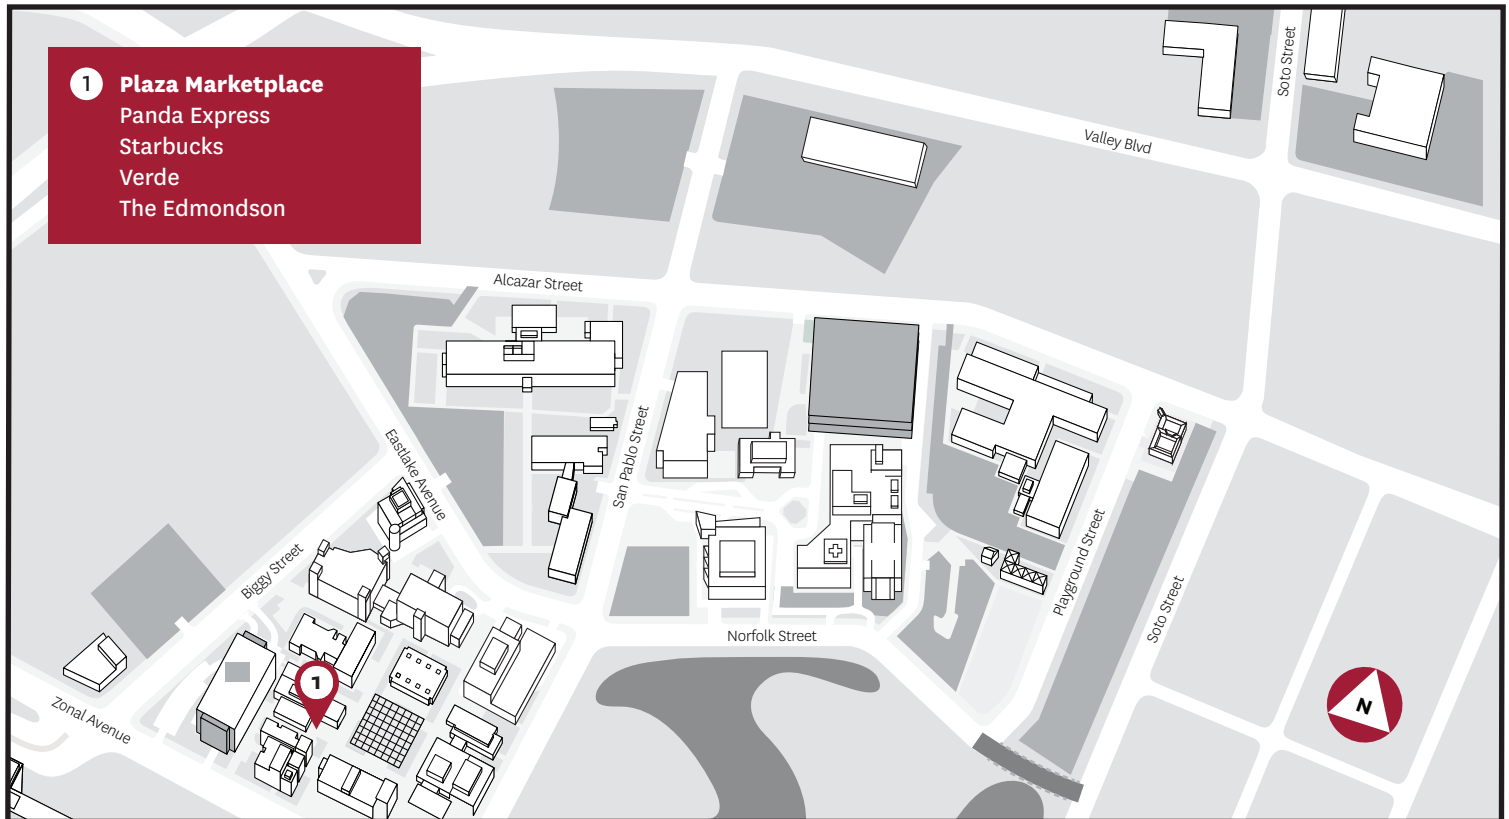 1 Plaza Marketplace
Panda Express
Starbucks
Verde
The Edmondson
Soto Street
Valley Blvd
Alcazar Street
San Pablo Street
Eastlake Avenue
Biggy Street
Playground Street
Soto Street
Norfolk Street
1
Zonal Avenue
N